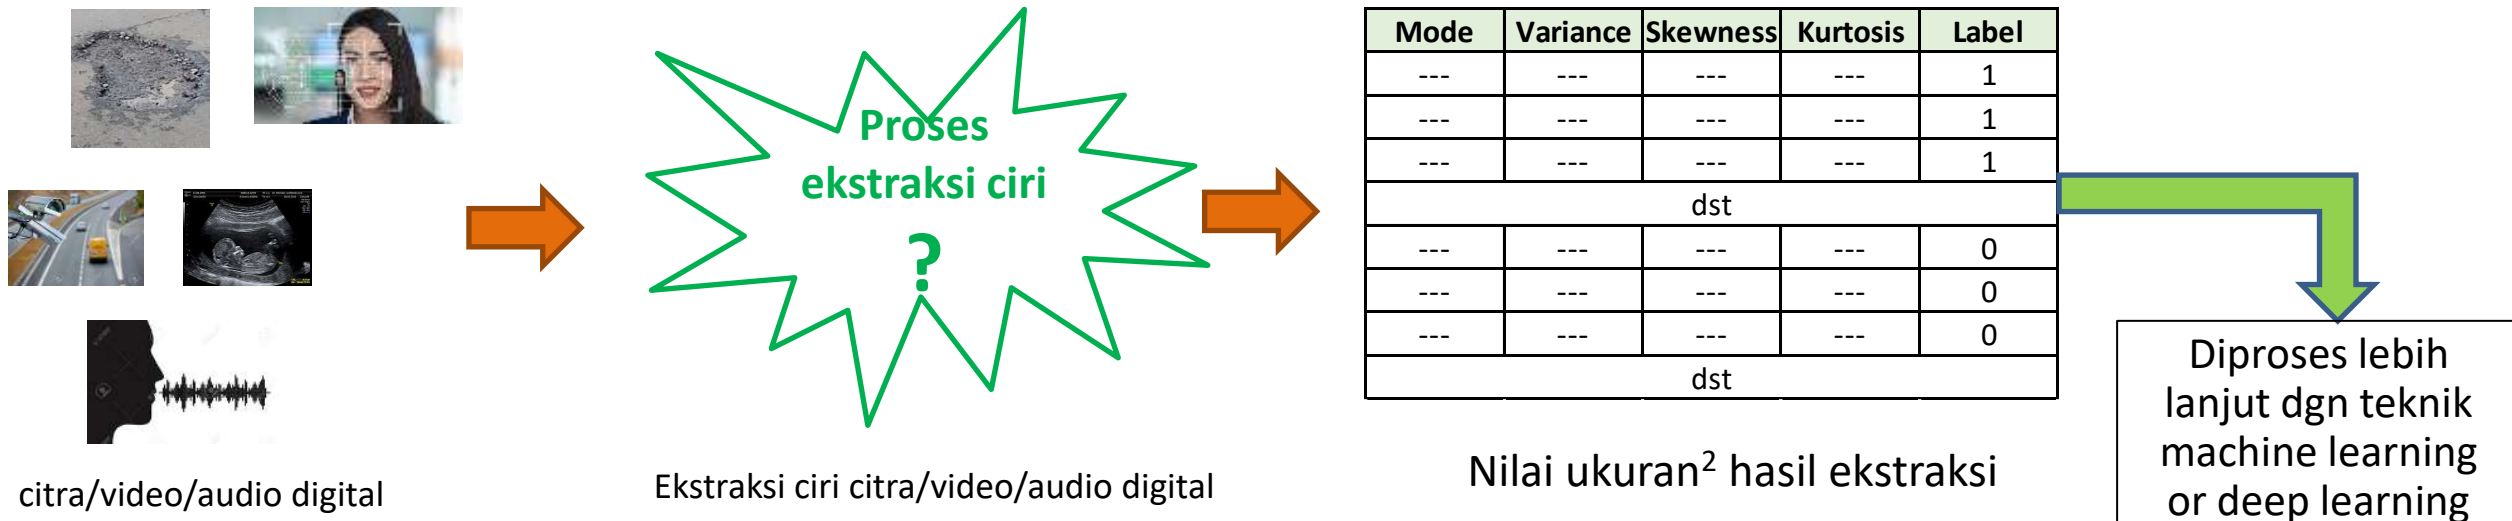 citra/video/audio digital
Proses
ekstraksi ciri
?
Ekstraksi ciri citra/video/audio digital
Mode Variance Skewness Kurtosis Label
--- --- --- --- 1
--- --- --- --- 1
--- --- --- --- 1
dst
--- --- --- --- 0
--- --- --- --- 0
--- --- --- --- 0
dst
Nilai ukuran² hasil ekstraksi
Diproses lebih
lanjut dgn teknik
machine learning
or deep learning